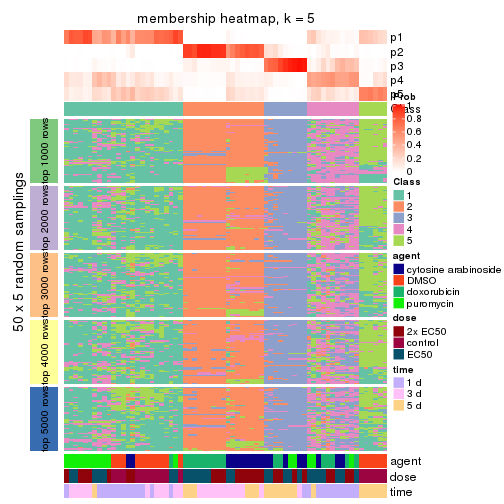 membership heatmap, k = 5
p1
p2
p3
p4
p5
Prob
1
0.8
0.6
0.4
0.2
0
Class
Class
1
2
3
4
5
agent
cytosine arabinoside
DMSO
doxorubicin
puromycin
dose
2x EC50
control
EC50
time
1 d
3 d
5 d
50 x 5 random samplings
top 1000 rows
top 2000 rows
top 3000 rows
top 4000 rows
top 5000 rows
agent
dose
time